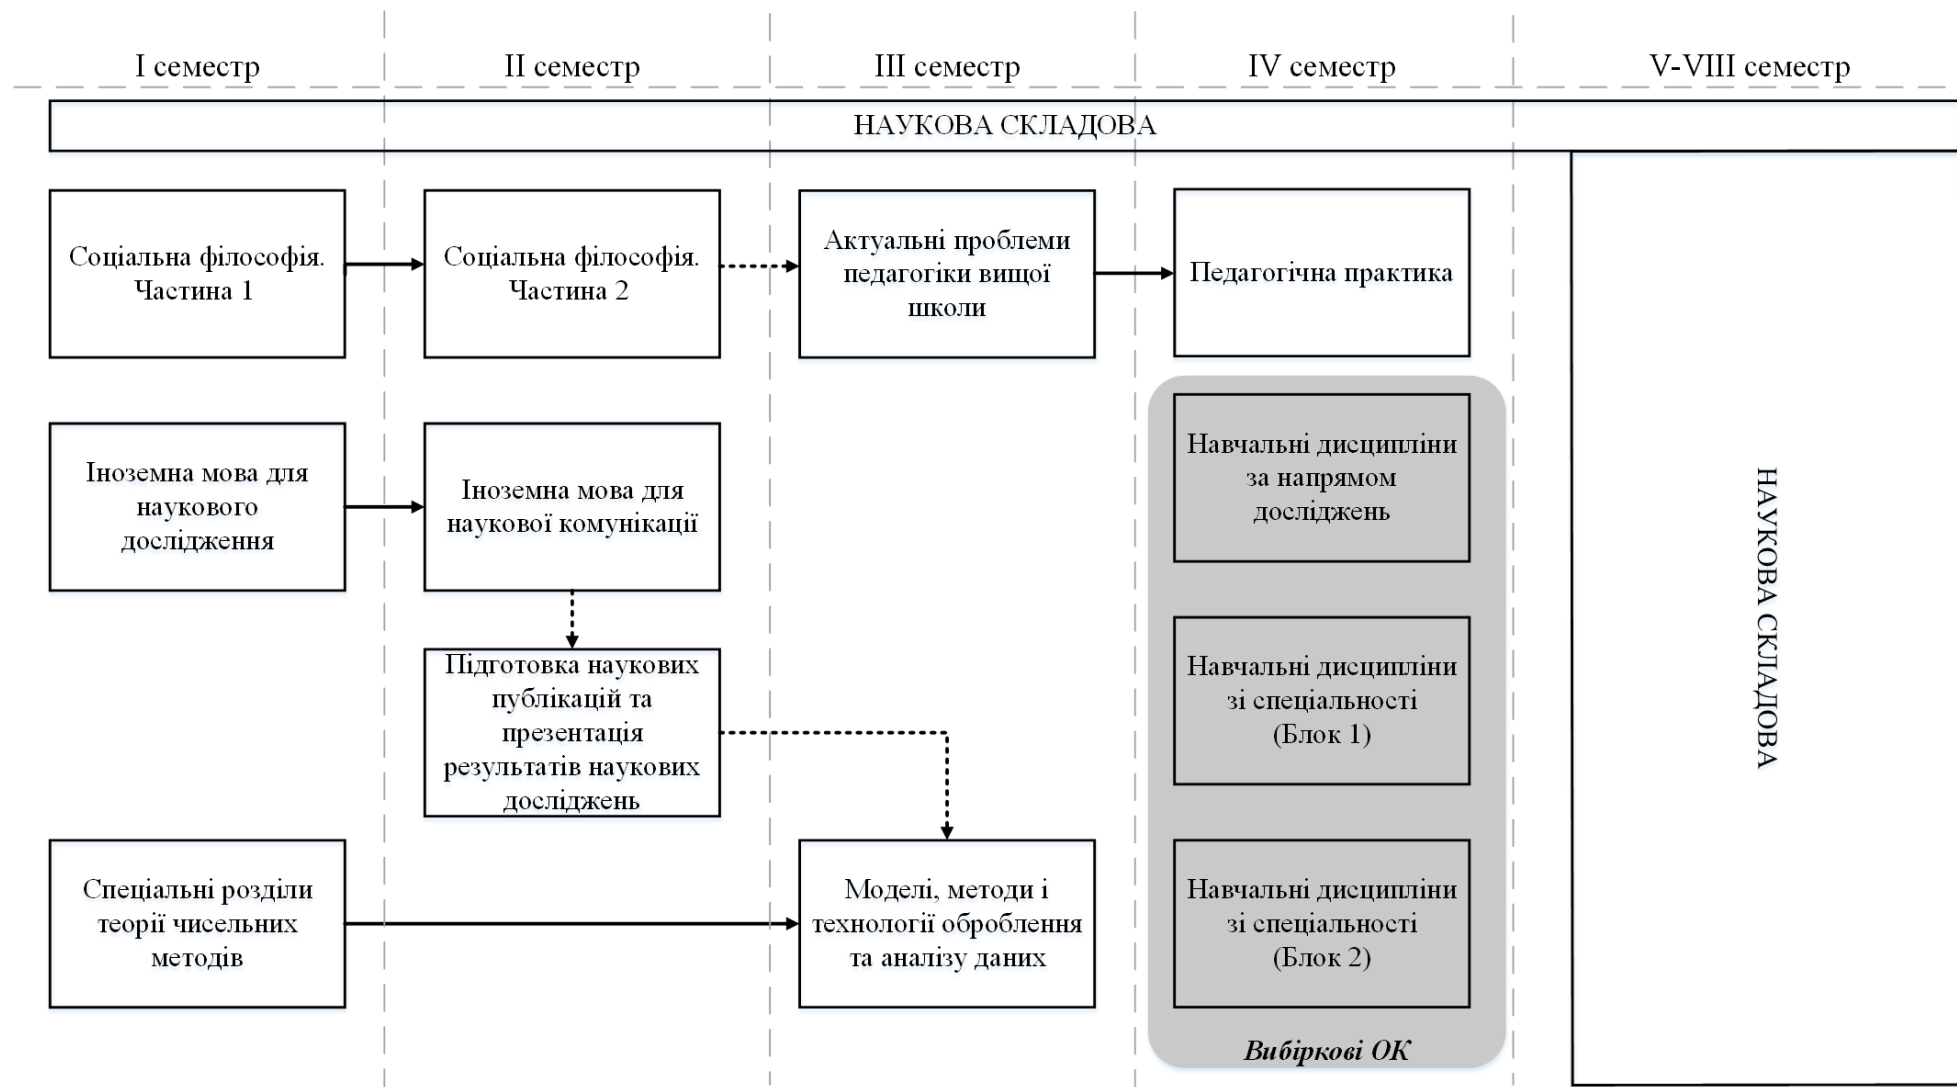 I семестр
II семестр
III семестр
IV семестр
V-VIII семестр
НАУКОВА СКЛАДОВА
Соціальна філософія.
Частина 1
Соціальна філософія.
Частина 2
Актуальні проблеми
педагогіки вищої
школи
Педагогічна практика
Іноземна мова для
наукового
дослідження
Іноземна мова для
наукової комунікації
Навчальні дисципліни
за напрямом
досліджень
Підготовка наукових
публікацій та
презентація
результатів наукових
досліджень
Навчальні дисципліни
зі спеціальності
(Блок 1)
Спеціальні розділи
теорії чисельних
методів
Моделі, методи і
технології оброблення
та аналізу даних
Навчальні дисципліни
зі спеціальності
(Блок 2)
Вибіркові ОК
НАУКОВА СКЛАДОВА